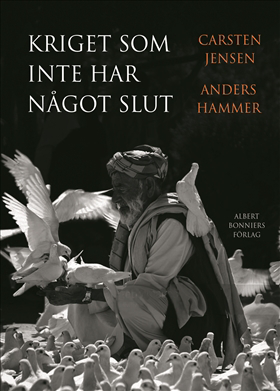 KRIGET SOM
INTE HAR
NÅGOT SLUT
CARSTEN
JENSEN
ANDERS
HAMMER
ALBERT
BONNIERS
FÖRLAG